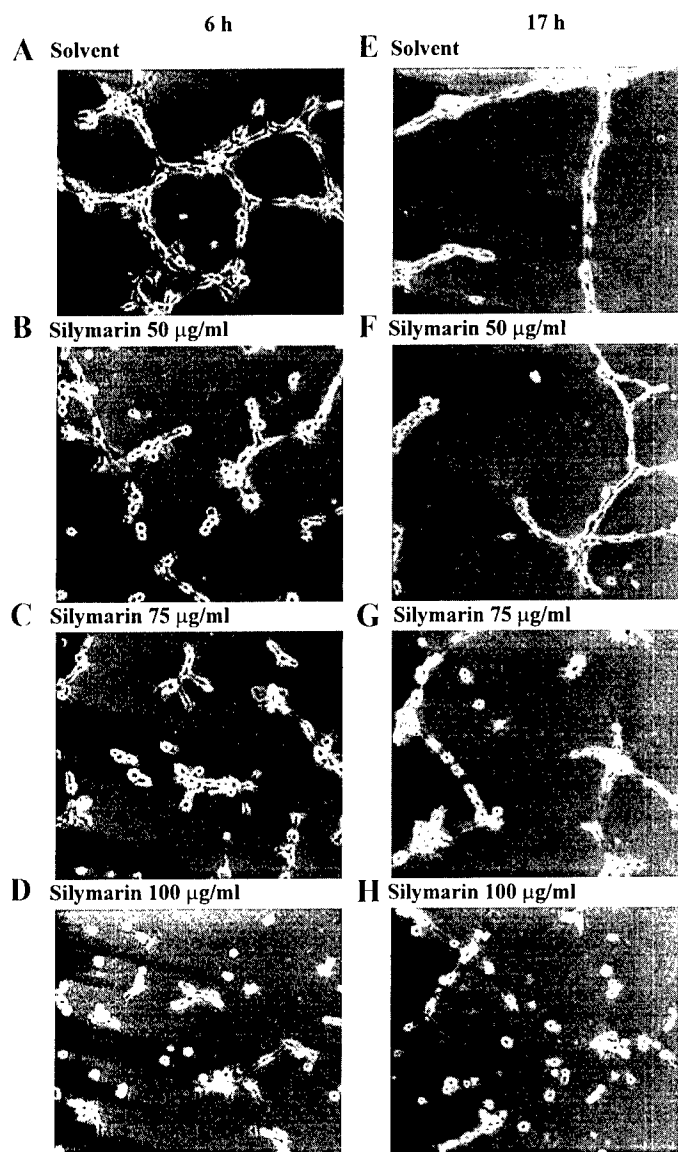 6 h 17 h
A Solvent E Solvent
B Silymarin 50 µg/ml F Silymarin 50 µg/ml
C Silymarin 75 µg/ml G Silymarin 75 µg/ml
D Silymarin 100 µg/ml H Silymarin 100 µg/ml